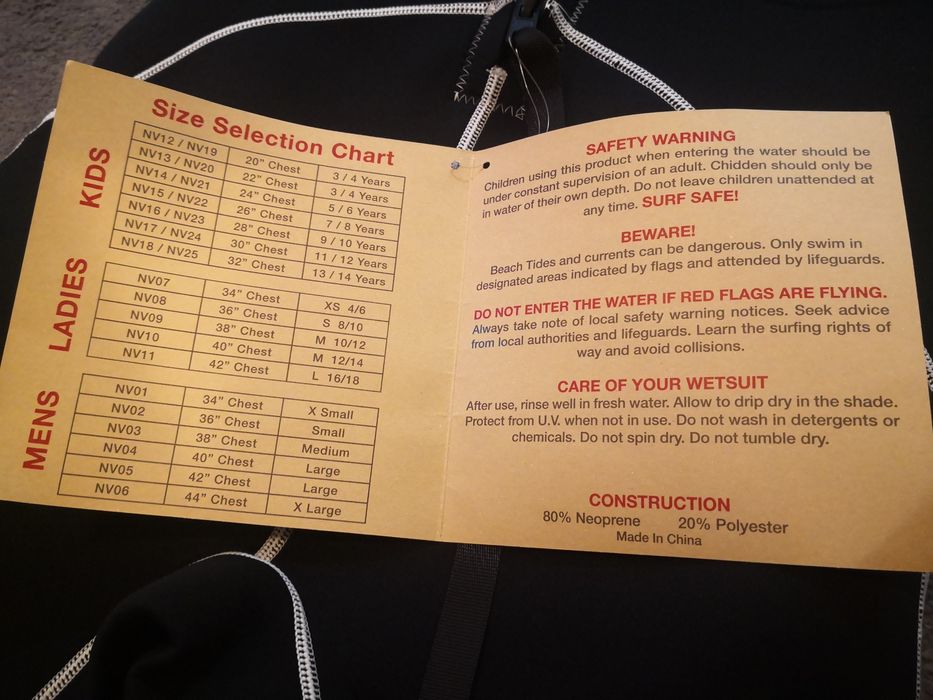 Size Selection Chart
KIDS
NV12 / NV19 20” Chest 3 / 4 Years
NV13 / NV20 22” Chest 3 / 4 Years
NV14 / NV21 24” Chest 5 / 6 Years
NV15 / NV22 26” Chest 7 / 8 Years
NV16 / NV23 28” Chest 9 / 10 Years
NV17 / NV24 30” Chest 11 / 12 Years
NV18 / NV25 32” Chest 13 / 14 Years
LADIES
NV07 34” Chest XS 4/6
NV08 36” Chest S 8/10
NV09 38” Chest M 10/12
NV10 40” Chest M 12/14
NV11 42” Chest L 16/18
MENS
NV01 34” Chest X Small
NV02 36” Chest Small
NV03 38” Chest Medium
NV04 40” Chest Large
NV05 42” Chest Large
NV06 44” Chest X Large
SAFETY WARNING
Children using this product when entering the water should be
under constant supervision of an adult. Chidden should only be
in water of their own depth. Do not leave children unattended at
any time. SURF SAFE!
BEWARE!
Beach Tides and currents can be dangerous. Only swim in
designated areas indicated by flags and attended by lifeguards.
DO NOT ENTER THE WATER IF RED FLAGS ARE FLYING.
Always take note of local safety warning notices. Seek advice
from local authorities and lifeguards. Learn the surfing rights of
way and avoid collisions.
CARE OF YOUR WETSUIT
After use, rinse well in fresh water. Allow to drip dry in the shade.
Protect from U.V. when not in use. Do not wash in detergents or
chemicals. Do not spin dry. Do not tumble dry.
CONSTRUCTION
80% Neoprene 20% Polyester
Made In China